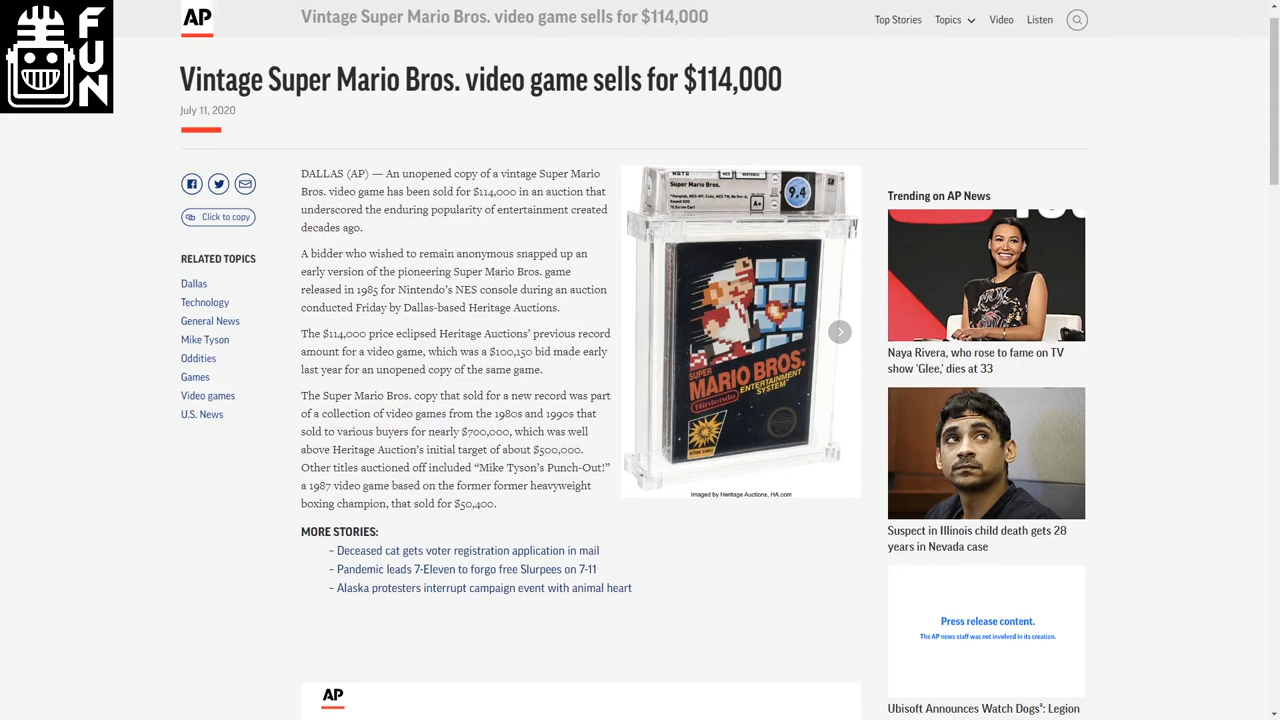 FUN
AP
Vintage Super Mario Bros. video game sells for $114,000
Top Stories
Topics
Video
Listen
Vintage Super Mario Bros. video game sells for $114,000
July 11, 2020
Click to copy
RELATED TOPICS
Dallas
Technology
General News
Mike Tyson
Oddities
Games
Video games
U.S. News
DALLAS (AP) — An unopened copy of a vintage Super Mario
Bros. video game has been sold for $114,000 in an auction that
underscored the enduring popularity of entertainment created
decades ago.
A bidder who wished to remain anonymous snapped up an
early version of the pioneering Super Mario Bros. game
released in 1985 for Nintendo's NES console during an auction
conducted Friday by Dallas-based Heritage Auctions.
The $114,000 price eclipsed Heritage Auctions' previous record
amount for a video game, which was a $100,150 bid made early
last year for an unopened copy of the same game.
The Super Mario Bros. copy that sold for a new record was part
of a collection of video games from the 1980s and 1990s that
sold to various buyers for nearly $700,000, which was well
above Heritage Auction's initial target of about $500,000.
Other titles auctioned off included “Mike Tyson's Punch-Out!”
a 1987 video game based on the former former heavyweight
boxing champion, that sold for $50,400.
MORE STORIES:
– Deceased cat gets voter registration application in mail
– Pandemic leads 7-Eleven to forgo free Slurpees on 7-11
– Alaska protesters interrupt campaign event with animal heart
AP
WATA
NES
NINTENDO
Super Mario Bros.
9.4
A+
SUPER
MARIO BROS.
Nintendo
ENTERTAINMENT
SYSTEM
ACTION SERIES
Imaged by Heritage Auctions, HA.com
Trending on AP News
Naya Rivera, who rose to fame on TV
show 'Glee,' dies at 33
Suspect in Illinois child death gets 28
years in Nevada case
Press release content.
The AP news staff was not involved in its creation.
Ubisoft Announces Watch Dogs®: Legion